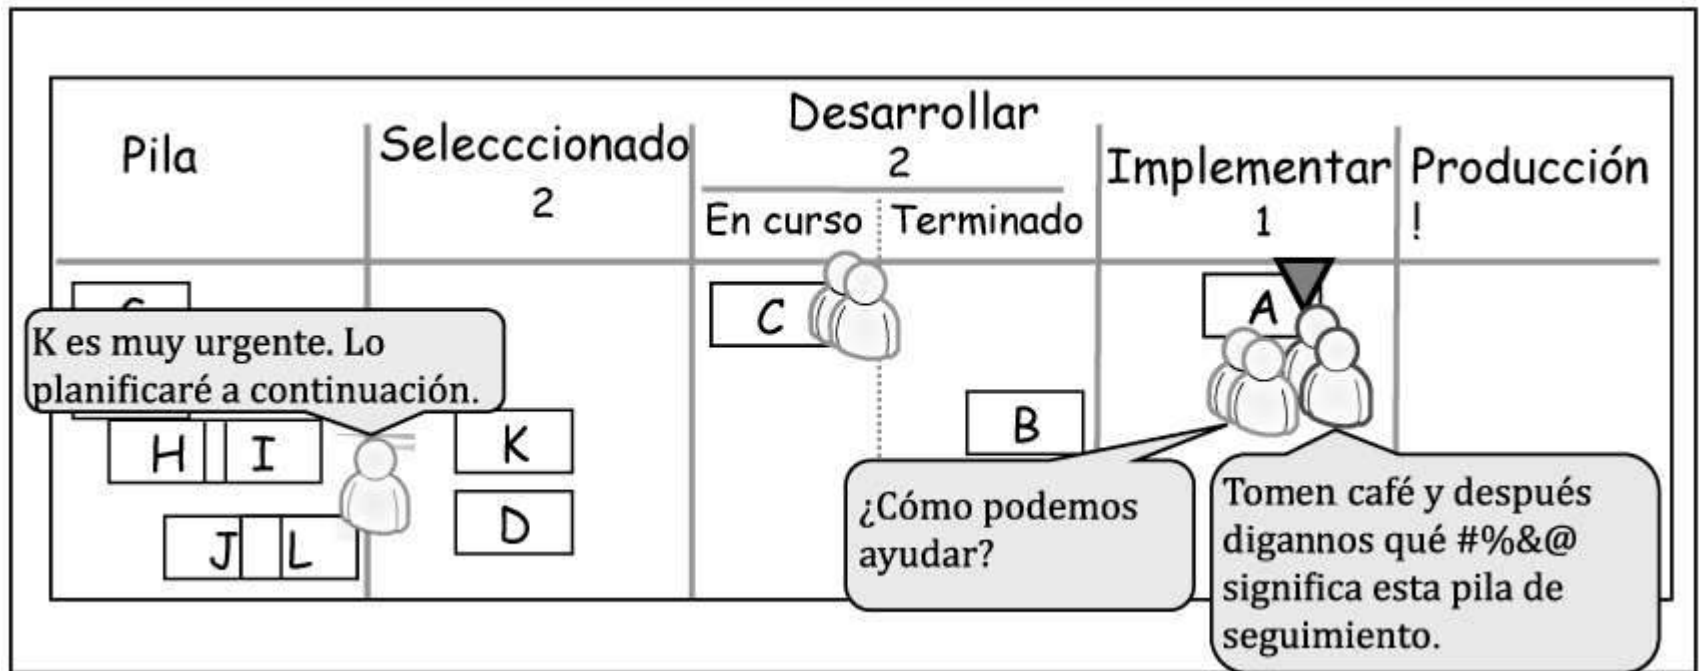 Pila
Selecccionado
2
Desarrollar
2
En curso
Terminado
Implementar
1
Producción
!
K es muy urgente. Lo
planificaré a continuación.
H
I
J
L
K
D
C
B
A
¿Cómo podemos
ayudar?
Tomen café y después
digannos qué #%&@
significa esta pila de
seguimiento.